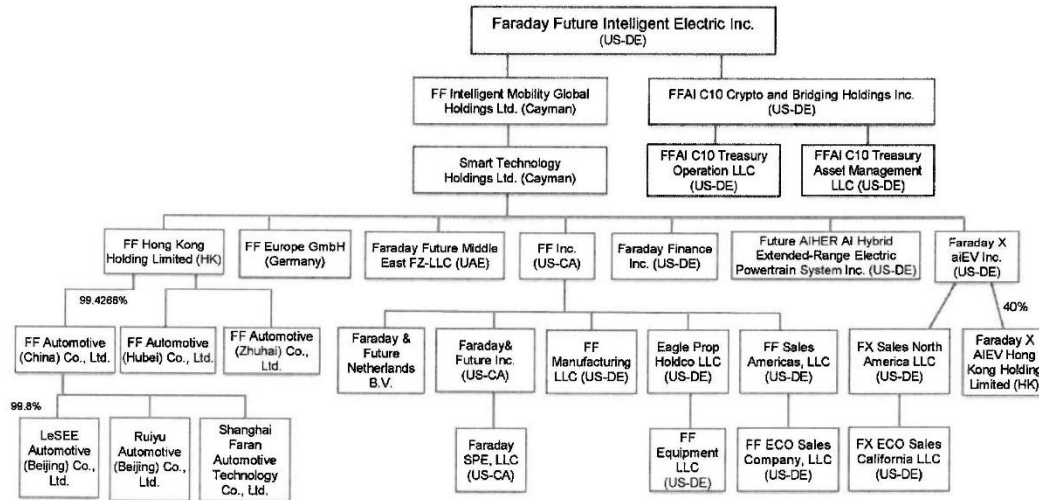 Faraday Future Intelligent Electric Inc.
(US-DE)
FF Intelligent Mobility Global
Holdings Ltd. (Cayman)
FFAI C10 Crypto and Bridging Holdings Inc.
(US-DE)
Smart Technology
Holdings Ltd. (Cayman)
FFAI C10 Treasury
Operation LLC
(US-DE)
FFAI C10 Treasury
Asset Management
LLC (US-DE)
FF Hong Kong
Holding Limited (HK)
FF Europe GmbH
(Germany)
Faraday Future Middle
East FZ-LLC (UAE)
FF Inc.
(US-CA)
Faraday Finance
Inc. (US-DE)
Future AIHER AI Hybrid
Extended-Range Electric
Powertrain System Inc. (US-DE)
Faraday X
aiEV Inc.
(US-DE)
99.4266%
40%
FF Automotive
(China) Co., Ltd.
FF Automotive
(Hubei) Co., Ltd.
FF Automotive
(Zhuhai) Co.,
Ltd.
Faraday &
Future
Netherlands
B.V.
Faraday&
Future Inc.
(US-CA)
FF
Manufacturing
LLC (US-DE)
Eagle Prop
Holdco LLC
(US-DE)
FF Sales
Americas, LLC
(US-DE)
FX Sales North
America LLC
(US-DE)
Faraday X
AIEV Hong
Kong Holding
Limited (HK)
99.8%
LeSEE
Automotive
(Beijing) Co.,
Ltd.
Ruiyu
Automotive
(Beijing) Co.,
Ltd.
Shanghai
Faran
Automotive
Technology
Co., Ltd.
Faraday
SPE, LLC
(US-CA)
FF
Equipment
LLC
(US-DE)
FF ECO Sales
Company, LLC
(US-DE)
FX ECO Sales
California LLC
(US-DE)